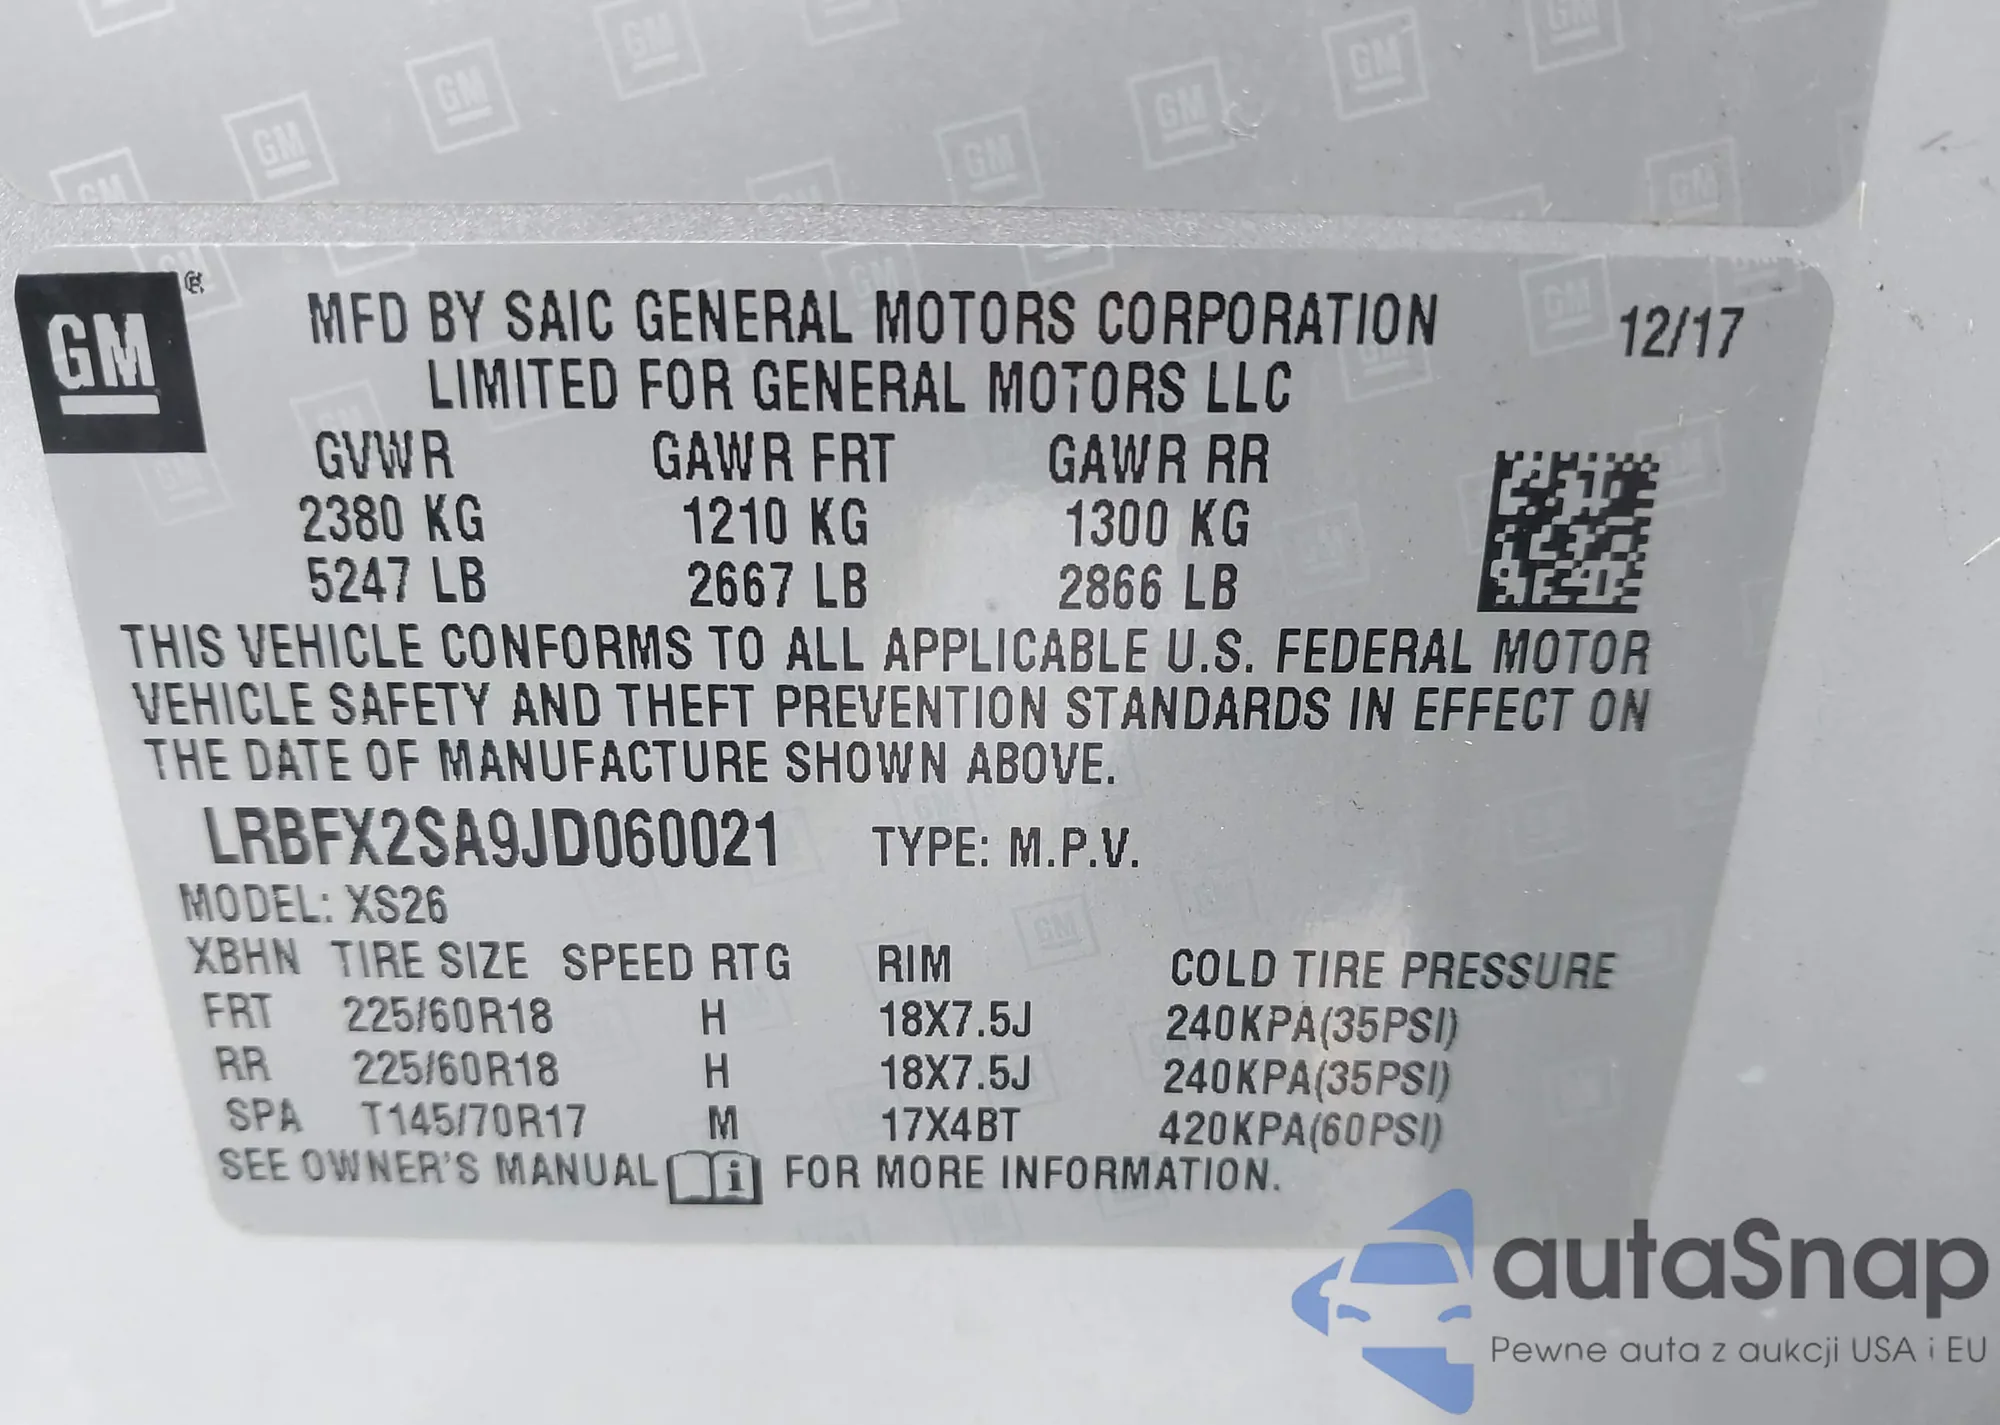 GM®
MFD BY SAIC GENERAL MOTORS CORPORATION 12/17
LIMITED FOR GENERAL MOTORS LLC
GVWR GAWR FRT GAWR RR
2380 KG 1210 KG 1300 KG
5247 LB 2667 LB 2866 LB
THIS VEHICLE CONFORMS TO ALL APPLICABLE U.S. FEDERAL MOTOR
VEHICLE SAFETY AND THEFT PREVENTION STANDARDS IN EFFECT ON
THE DATE OF MANUFACTURE SHOWN ABOVE.
LRBFX2SA9JD060021 TYPE: M.P.V.
MODEL: XS26
XBHN TIRE SIZE SPEED RTG RIM COLD TIRE PRESSURE
FRT 225/60R18 H 18X7.5J 240KPA(35PSI)
RR 225/60R18 H 18X7.5J 240KPA(35PSI)
SPA T145/70R17 M 17X4BT 420KPA(60PSI)
SEE OWNER'S MANUAL i FOR MORE INFORMATION.
autaSnap
Pewne auta z aukcji USA i EU